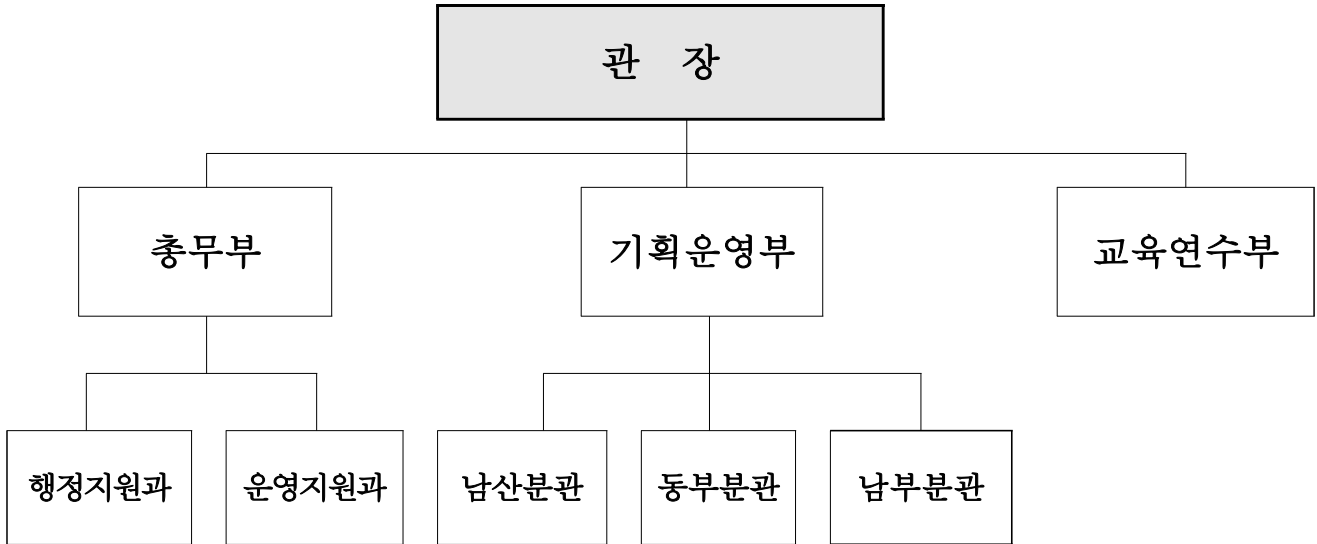 관 장
총무부
기획운영부
교육연수부
행정지원과
운영지원과
남산분관
동부분관
남부분관